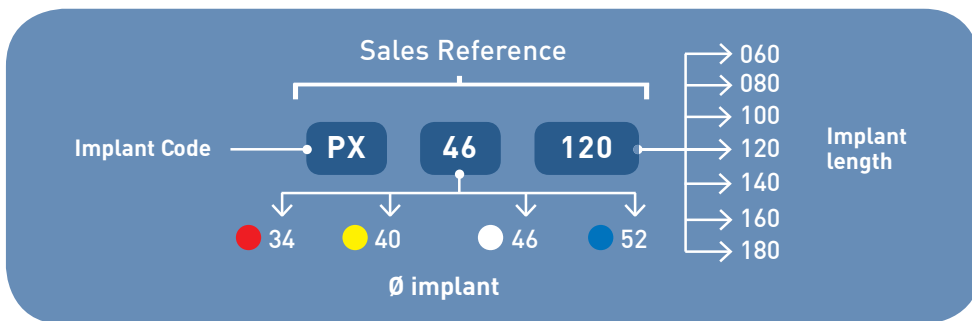 Sales Reference
Implant Code
PX 46 120
34 40 46 52
Ø implant
060
080
100
120
140
160
180
Implant
length